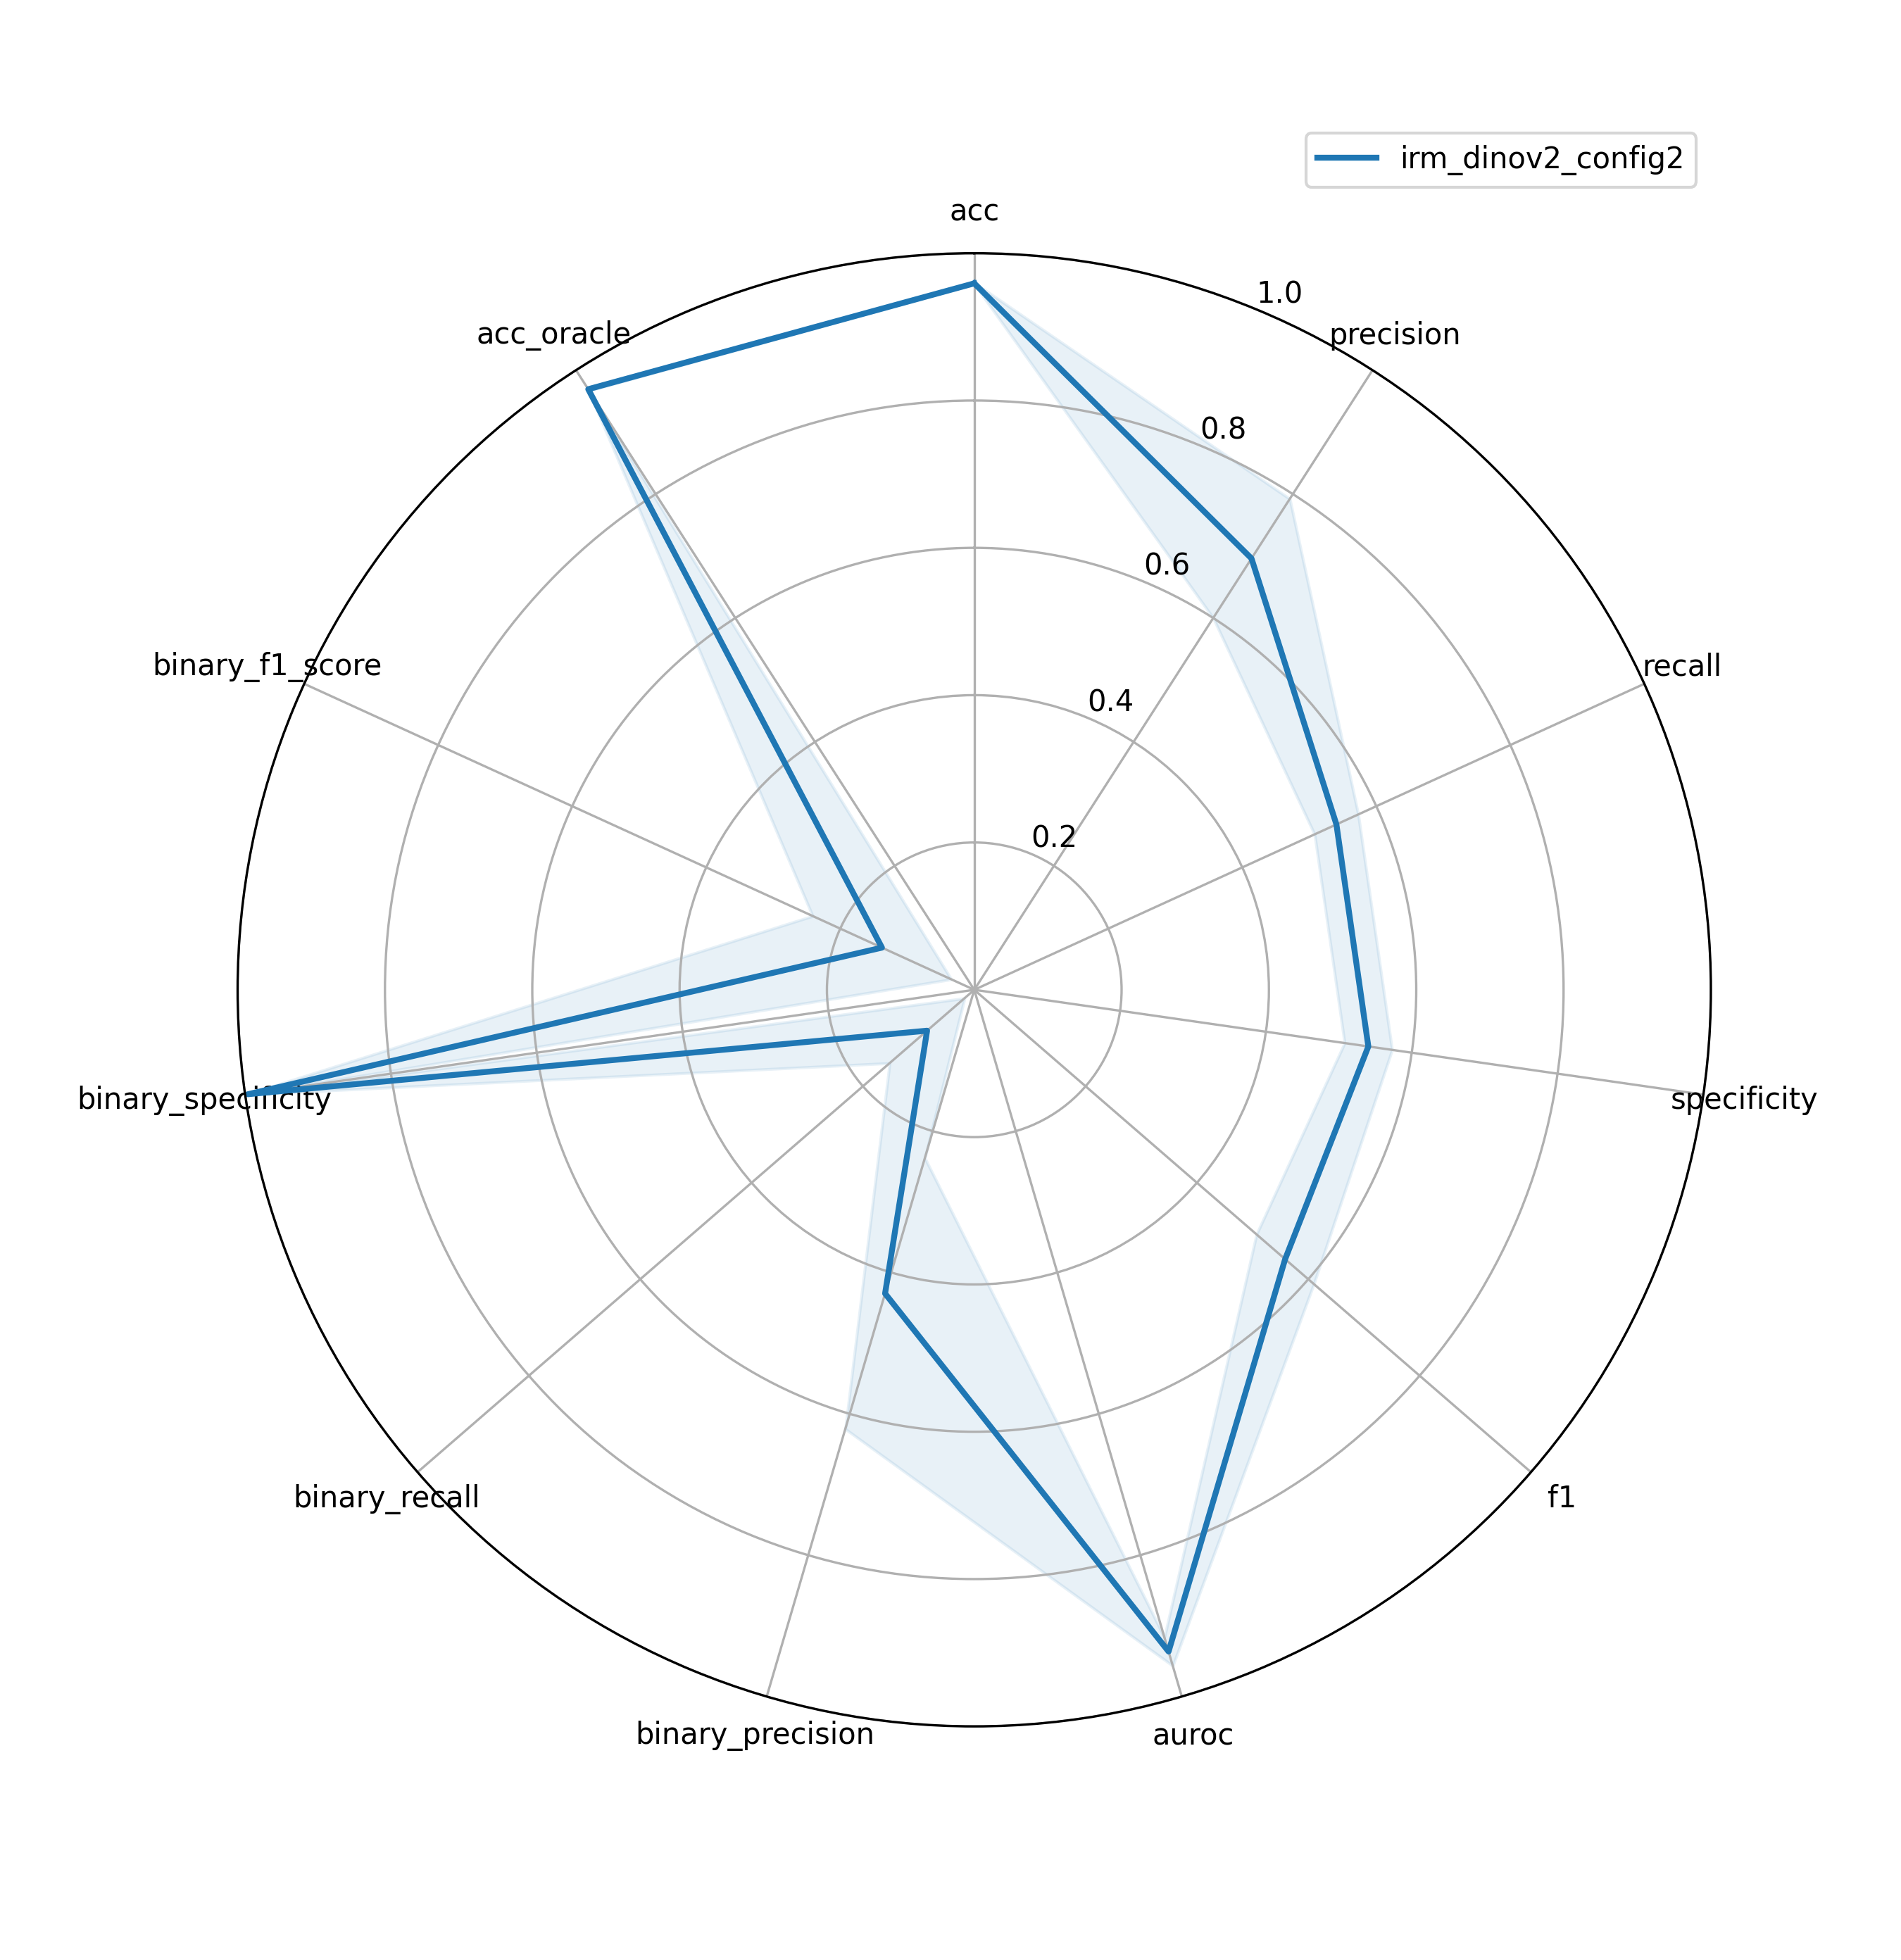 irm_dinov2_config2
acc
1.0
acc_oracle
precision
0.8
0.6
binary_f1_score
recall
0.4
0.2
binary_specificity
specificity
binary_recall
f1
binary_precision
auroc